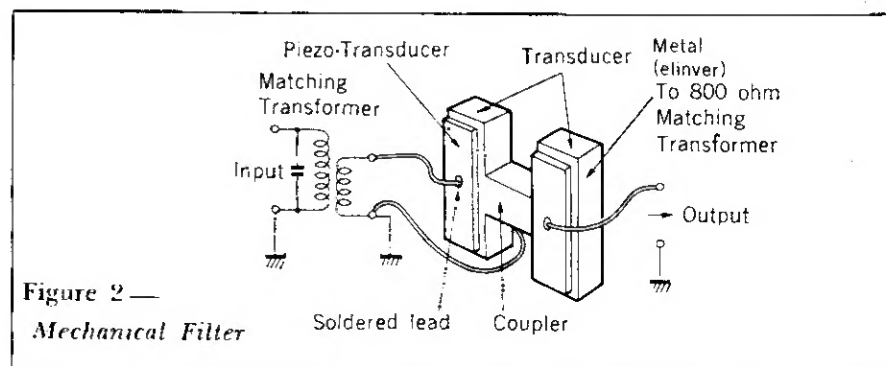 Piezo-Transducer
Transducer
Metal
(elinver)
To 800 ohm
Matching
Transformer
Matching
Transformer
Input
Output
Soldered lead
Coupler
Figure 2 —
Mechanical Filter